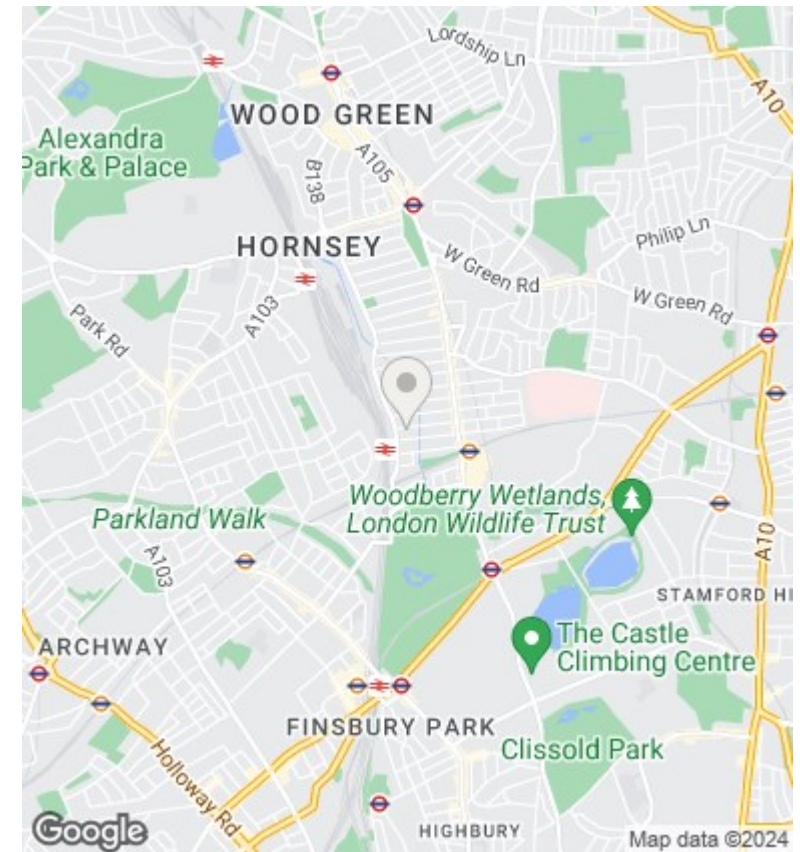 Lordship Ln
A10
WOOD GREEN
Alexandra
Park & Palace
A105
B138
Philip Ln
HORNSEY
W Green Rd
W Green Rd
A103
Park Rd
Woodberry Wetlands,
London Wildlife Trust
Parkland Walk
A10
A103
STAMFORD HI
The Castle
Climbing Centre
ARCHWAY
FINSBURY PARK
Clissold Park
Holloway Rd
Google
HIGHBURY
Map data ©2024